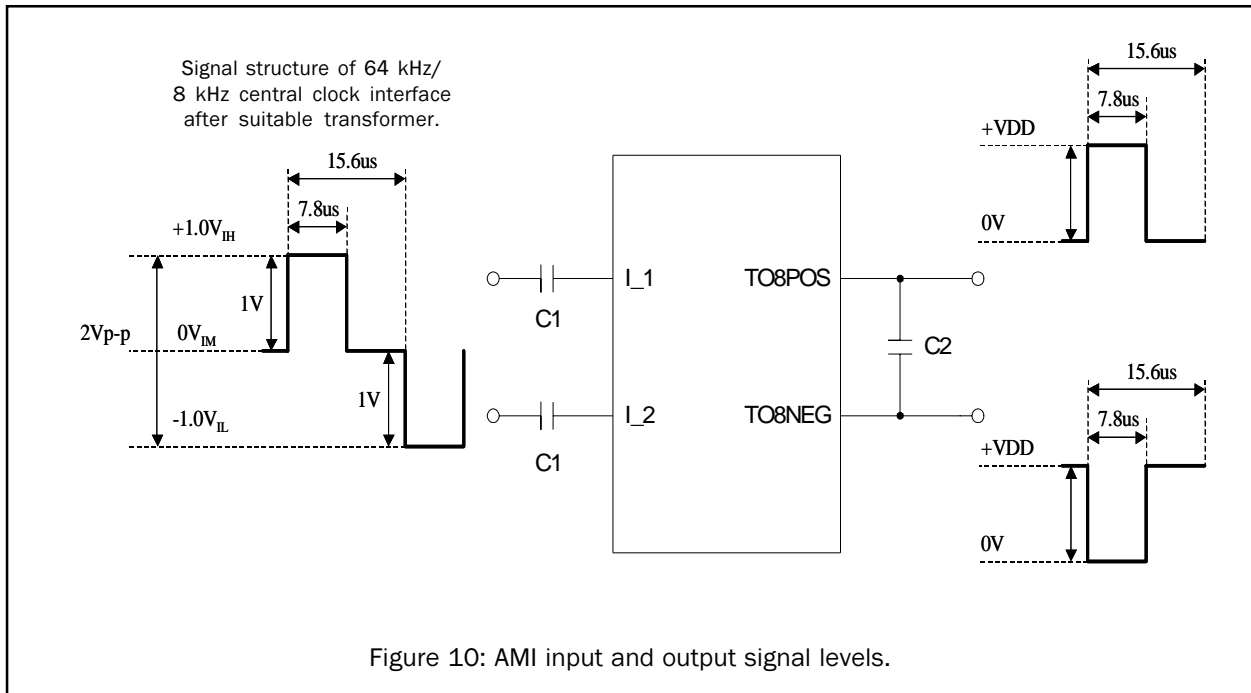 Signal structure of 64 kHz/
8 kHz central clock interface
after suitable transformer.
15.6us
7.8us
+1.0V_IH
1V
2Vp-p
0V_IM
1V
-1.0V_IL
C1
I_1
C1
I_2
TO8POS
TO8NEG
C2
15.6us
7.8us
+VDD
0V
15.6us
7.8us
+VDD
0V
Figure 10: AMI input and output signal levels.